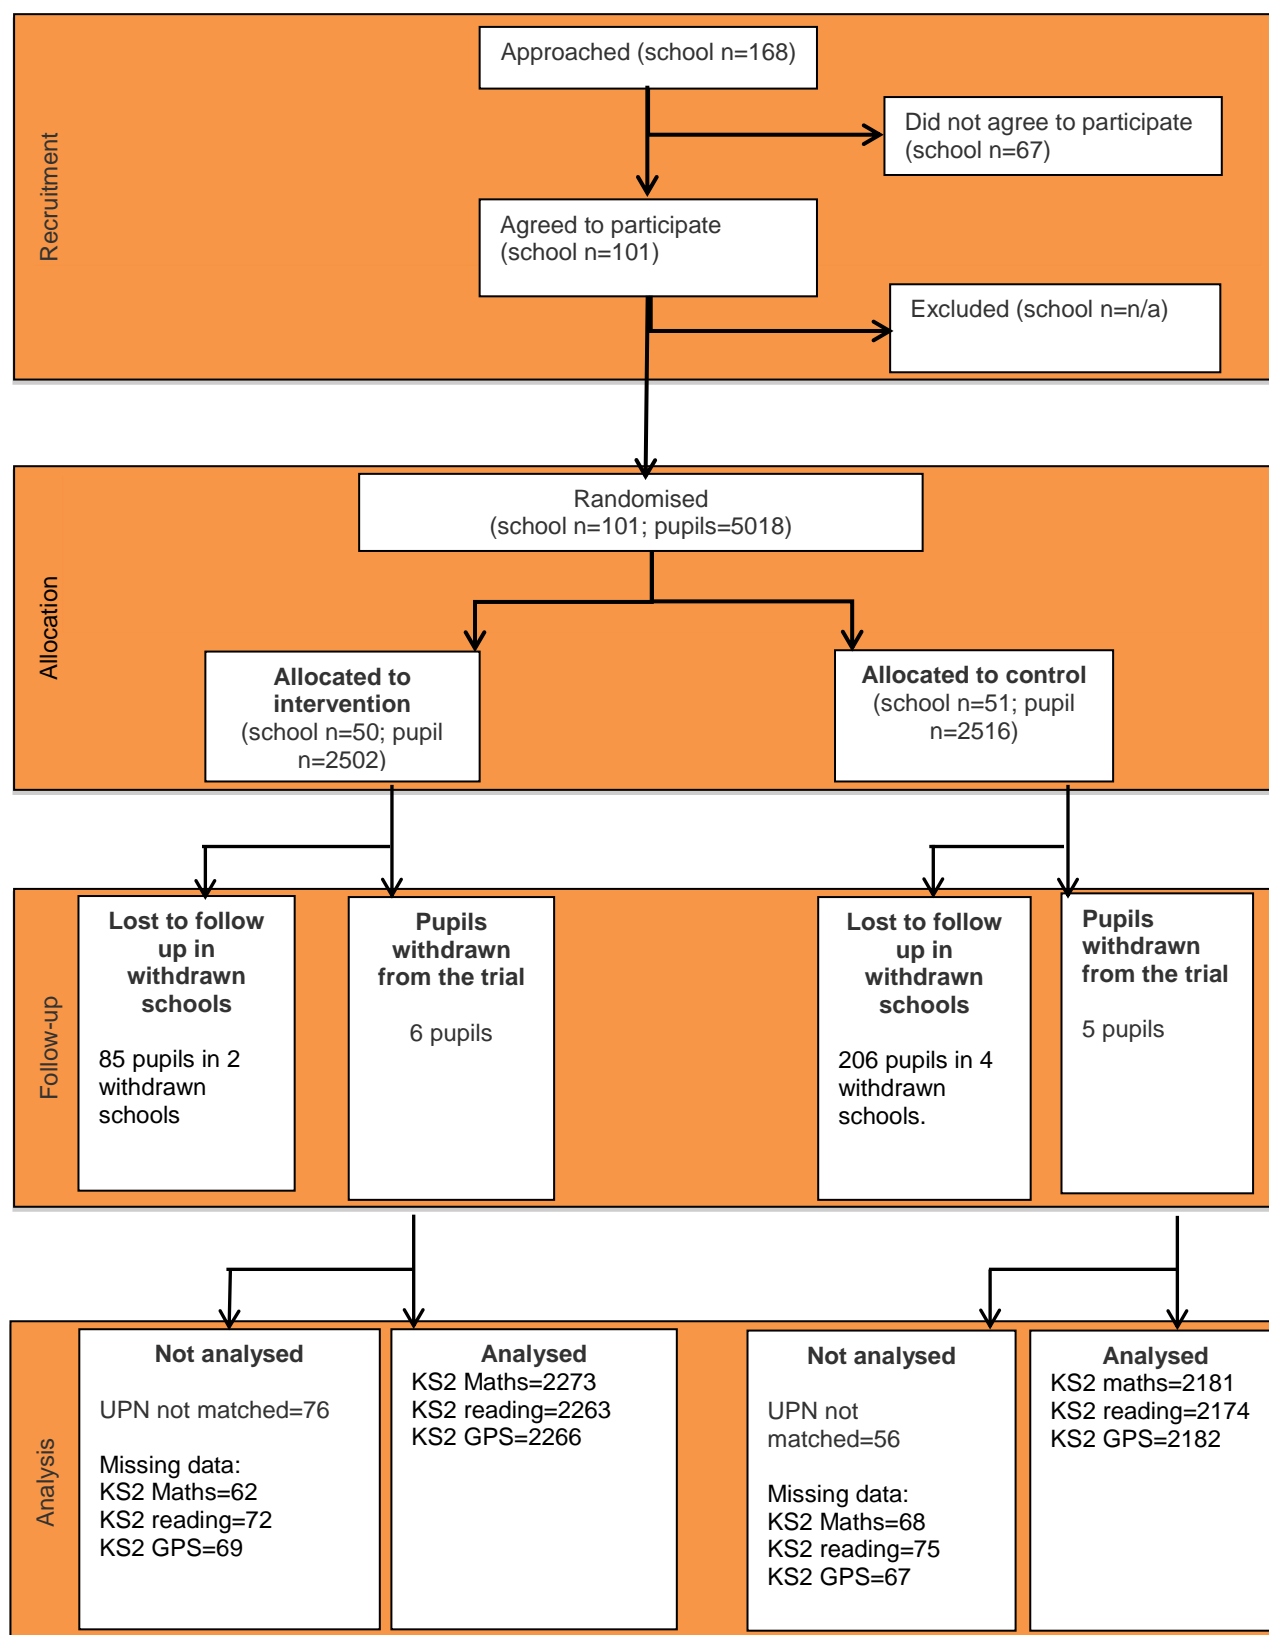 Recruitment
Approached (school n=168)
Did not agree to participate
(school n=67)
Agreed to participate
(school n=101)
Excluded (school n=n/a)
Allocation
Randomised
(school n=101; pupils=5018)
Allocated to
intervention
(school n=50; pupil
n=2502)
Allocated to control
(school n=51; pupil
n=2516)
Follow-up
Lost to follow
up in
withdrawn
schools
85 pupils in 2
withdrawn
schools
Pupils
withdrawn
from the trial
6 pupils
Lost to follow
up in
withdrawn
schools
206 pupils in 4
withdrawn
schools.
Pupils
withdrawn
from the trial
5 pupils
Analysis
Not analysed
UPN not matched=76
Missing data:
KS2 Maths=62
KS2 reading=72
KS2 GPS=69
Analysed
KS2 Maths=2273
KS2 reading=2263
KS2 GPS=2266
Not analysed
UPN not
matched=56
Missing data:
KS2 Maths=68
KS2 reading=75
KS2 GPS=67
Analysed
KS2 maths=2181
KS2 reading=2174
KS2 GPS=2182